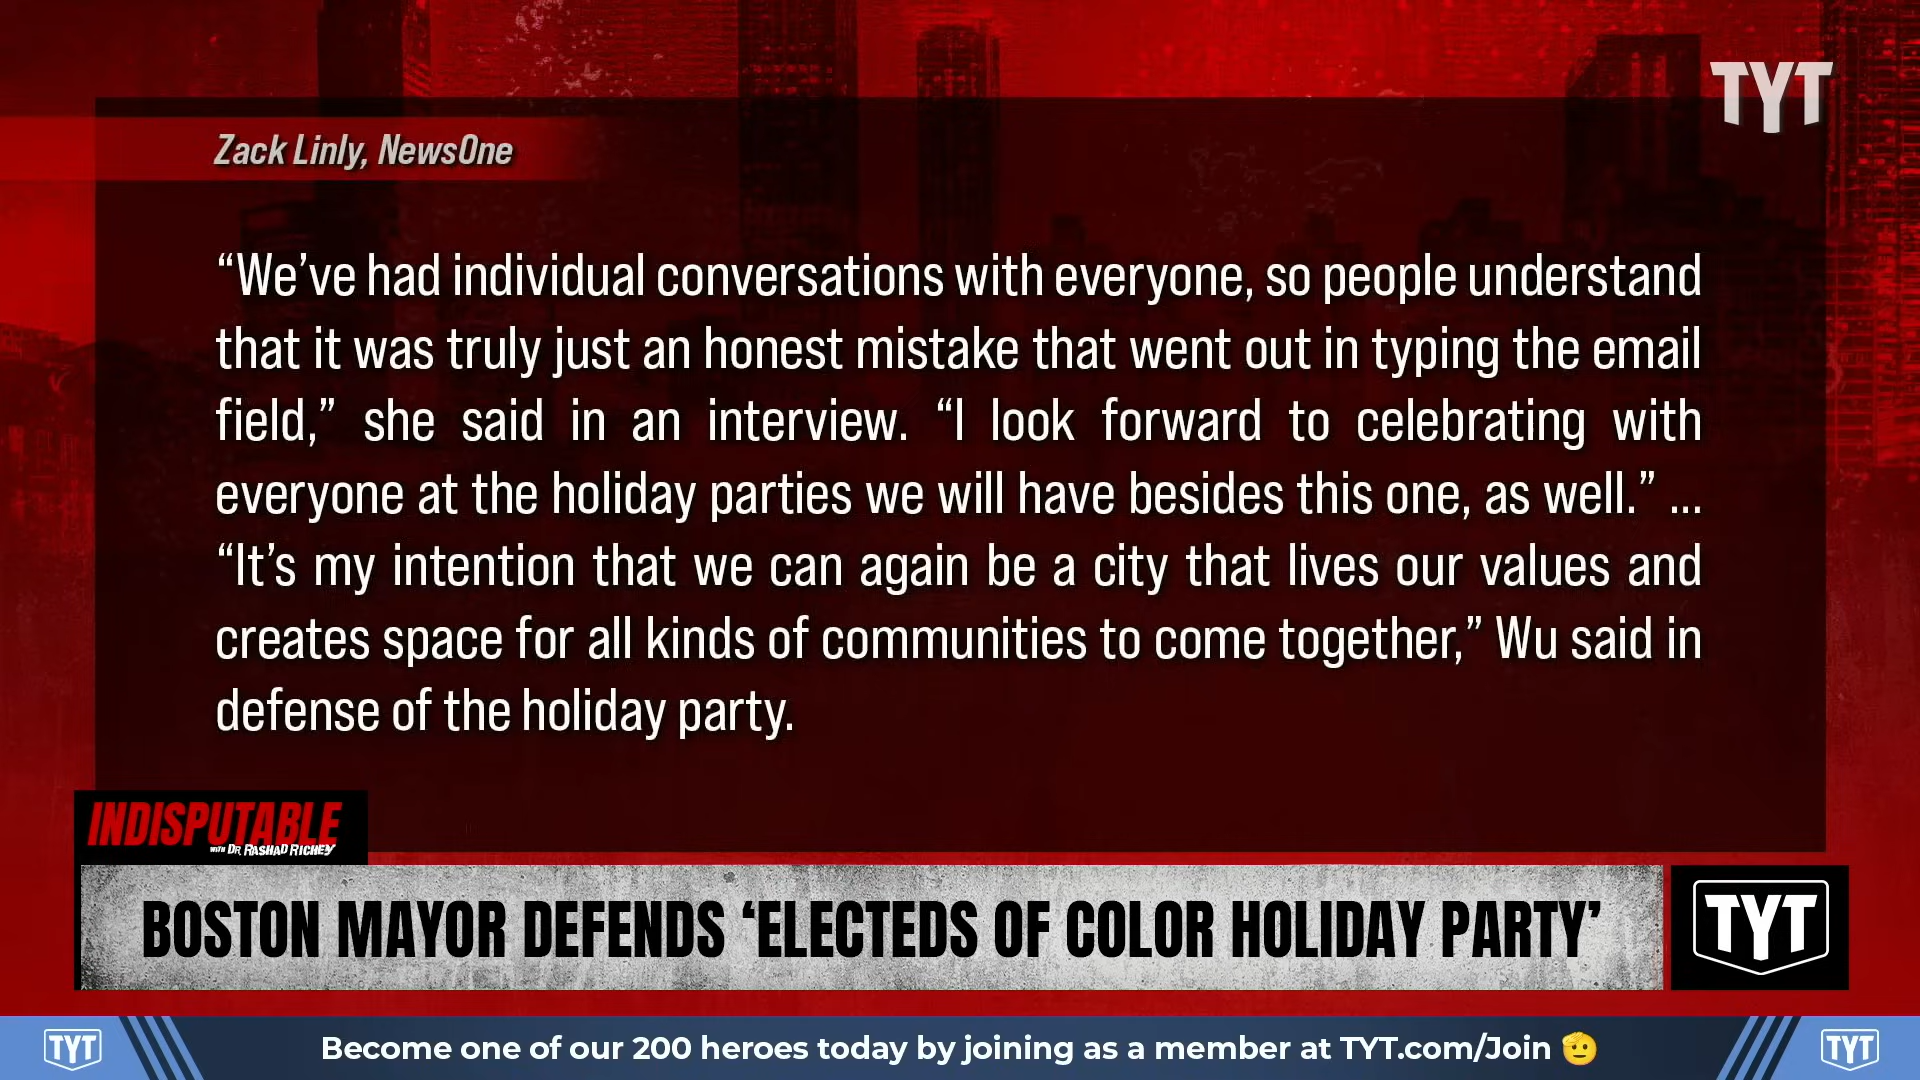 TYT
Zack Linly, NewsOne
“We’ve had individual conversations with everyone, so people understand
that it was truly just an honest mistake that went out in typing the email
field,” she said in an interview. “I look forward to celebrating with
everyone at the holiday parties we will have besides this one, as well.” ...
“It’s my intention that we can again be a city that lives our values and
creates space for all kinds of communities to come together,” Wu said in
defense of the holiday party.
INDISPUTABLE
WITH DR. RASHAD RICHEY
BOSTON MAYOR DEFENDS ‘ELECTEDS OF COLOR HOLIDAY PARTY’
TYT
TYT
Become one of our 200 heroes today by joining as a member at TYT.com/Join 🫡
TYT